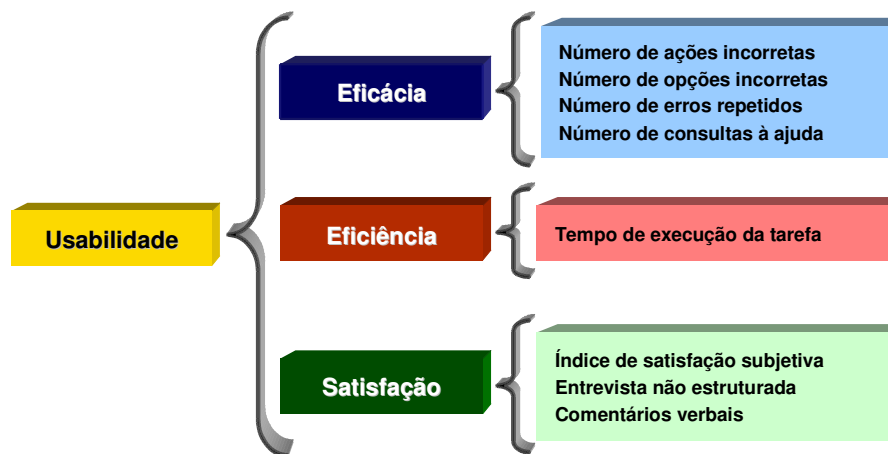 Usabilidade
Eficácia
Número de ações incorretas
Número de opções incorretas
Número de erros repetidos
Número de consultas à ajuda
Eficiência
Tempo de execução da tarefa
Satisfação
Índice de satisfação subjetiva
Entrevista não estruturada
Comentários verbais